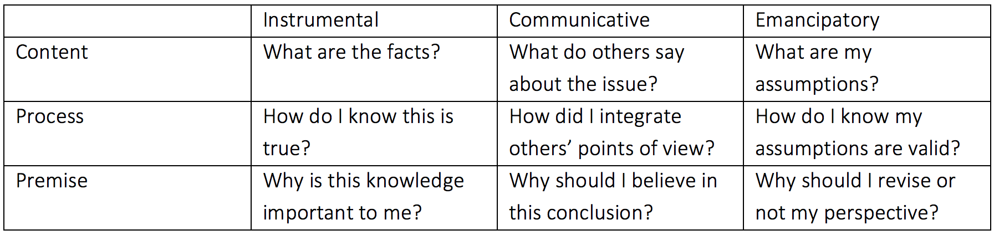 Instrumental Communicative Emancipatory
Content What are the facts? What do others say What are my
about the issue? assumptions?
Process How do I know this is How did I integrate How do I know my
true? others’ points of view? assumptions are valid?
Premise Why is this knowledge Why should I believe in Why should I revise or
important to me? this conclusion? not my perspective?